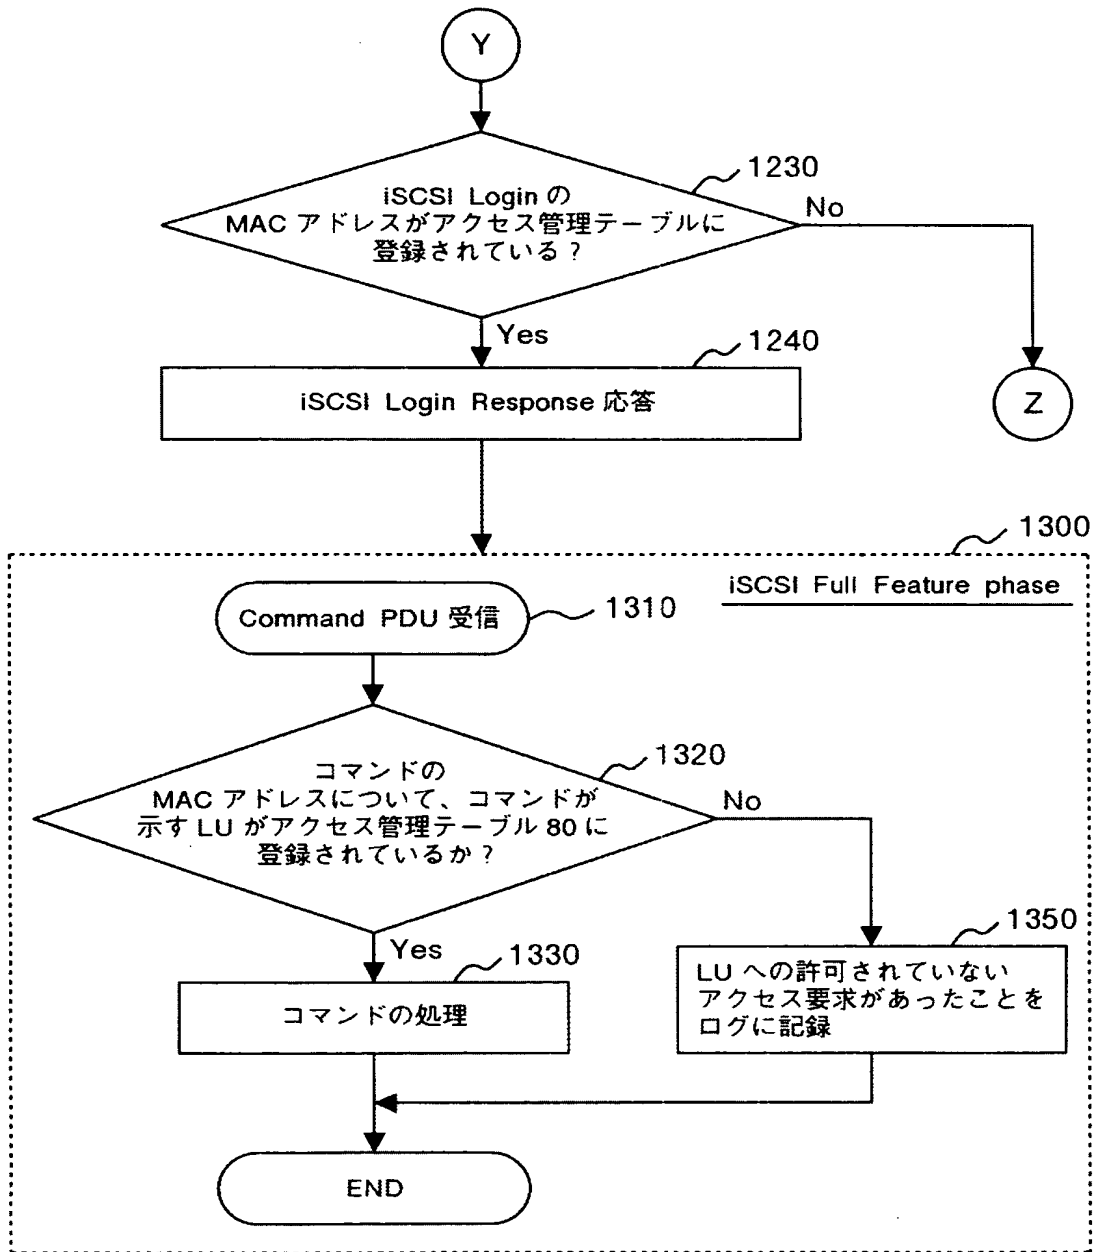 Y
1230
iSCSI Login の
MAC アドレスがアクセス管理テーブルに
登録されている?
No
Yes
1240
iSCSI Login Response 応答
Z
1300
iSCSI Full Feature phase
Command PDU 受信
1310
1320
コマンドの
MAC アドレスについて、コマンドが
示す LU がアクセス管理テーブル 80 に
登録されているか?
No
Yes
1330
コマンドの処理
1350
LU への許可されていない
アクセス要求があったことを
ログに記録
END